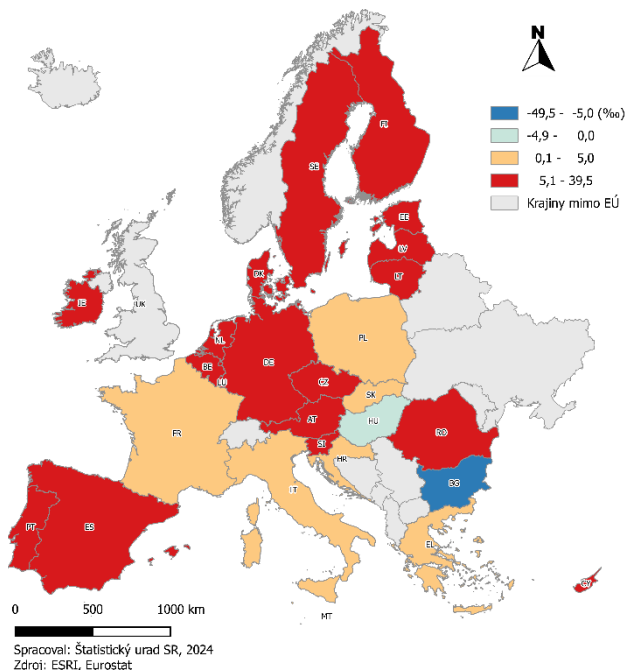 N
-49,5 - -5,0 (‰)
-4,9 - 0,0
0,1 - 5,0
5,1 - 39,5
Krajiny mimo EÚ
FI
SE
EE
LV
LT
DK
IE
UK
NL
PL
BE
DE
LU
CZ
SK
AT
HU
FR
SI
RO
HR
IT
BG
PT
ES
EL
CY
MT
0 500 1000 km
Spracoval: Štatistický urad SR, 2024
Zdroj: ESRI, Eurostat